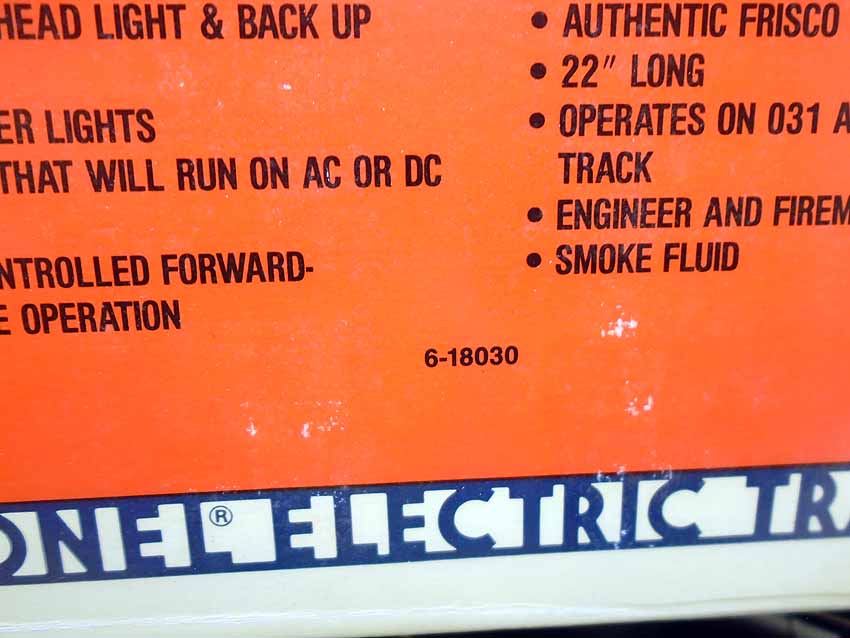 HEAD LIGHT & BACK UP
ER LIGHTS
THAT WILL RUN ON AC OR DC
NTROLLED FORWARD-
E OPERATION
• AUTHENTIC FRISCO
• 22" LONG
• OPERATES ON 031 A
TRACK
• ENGINEER AND FIREM
• SMOKE FLUID
6-18030
ONEL® ELECTRIC TRA